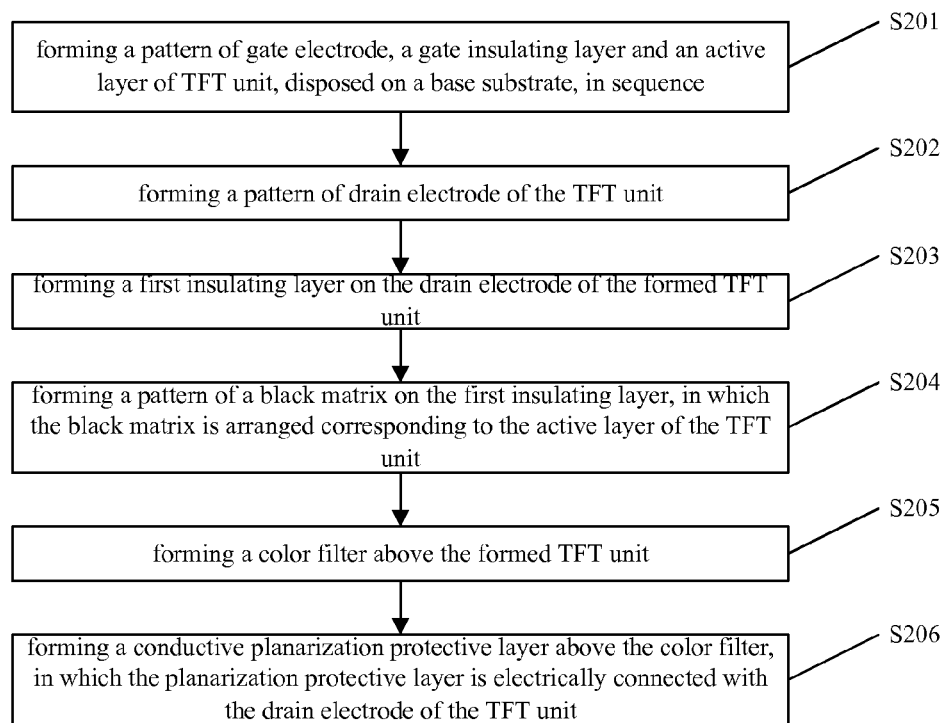 S201
forming a pattern of gate electrode, a gate insulating layer and an active
layer of TFT unit, disposed on a base substrate, in sequence
S202
forming a pattern of drain electrode of the TFT unit
S203
forming a first insulating layer on the drain electrode of the formed TFT
unit
S204
forming a pattern of a black matrix on the first insulating layer, in which
the black matrix is arranged corresponding to the active layer of the TFT
unit
S205
forming a color filter above the formed TFT unit
S206
forming a conductive planarization protective layer above the color filter,
in which the planarization protective layer is electrically connected with
the drain electrode of the TFT unit